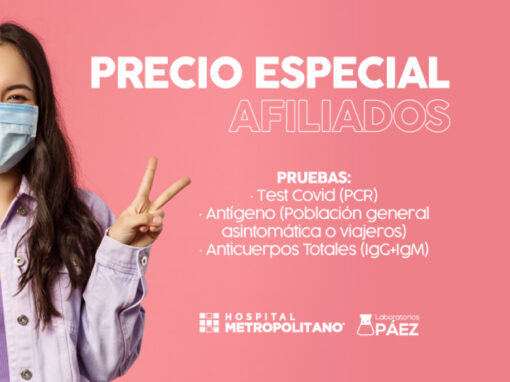 PRECIO ESPECIAL
AFILIADOS
PRUEBAS:
· Test Covid (PCR)
· Antígeno (Población general
asintomática o viajeros)
· Anticuerpos Totales (IgG+IgM)
HOSPITAL
METROPOLITANO®
Laboratorios
PÁEZ